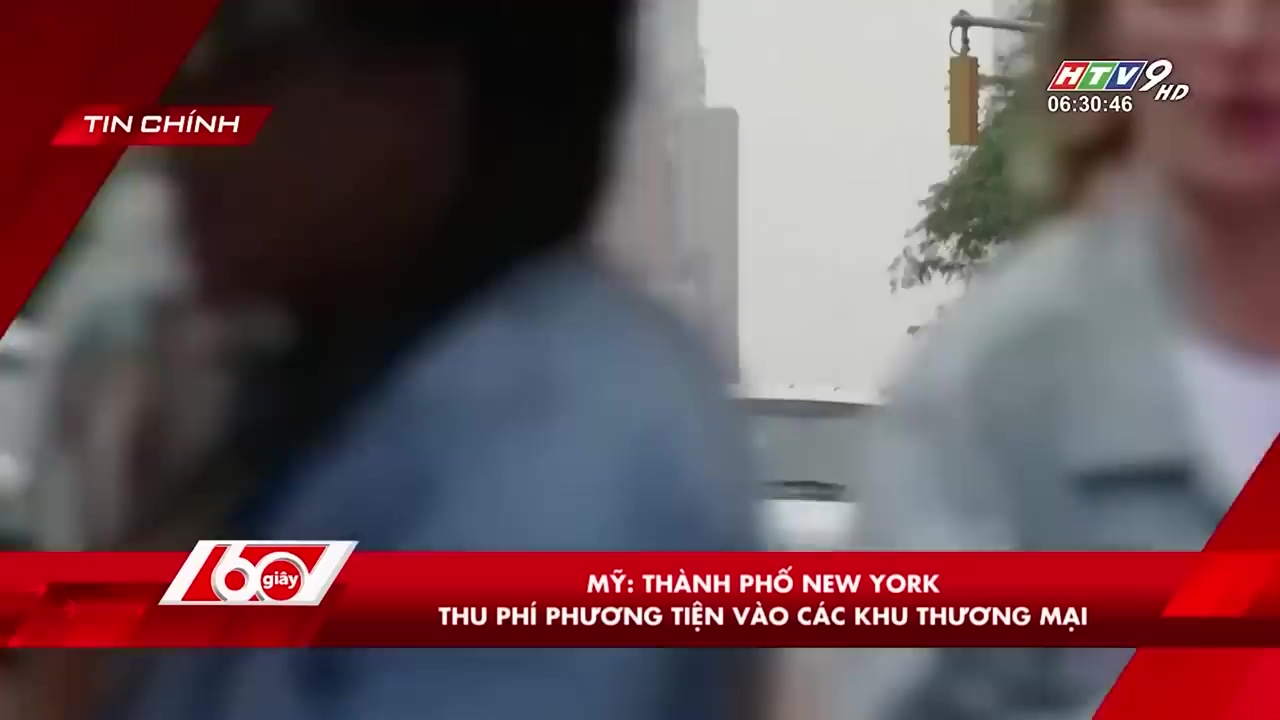 TIN CHÍNH
HTV9 HD
06:30:46
60 giây
MỸ: THÀNH PHỐ NEW YORK
THU PHÍ PHƯƠNG TIỆN VÀO CÁC KHU THƯƠNG MẠI